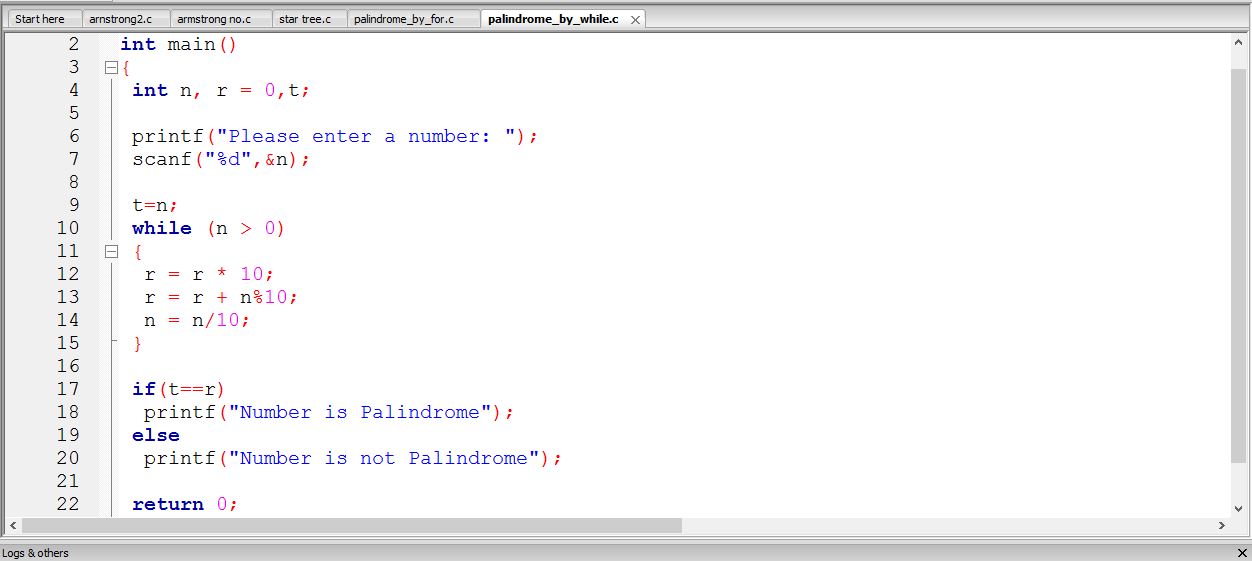 Start here arnstrong2.c armstrong no.c star tree.c palindrome_by_for.c palindrome_by_while.c
2 int main()
3 {
4 int n, r = 0,t;
5
6 printf("Please enter a number: ");
7 scanf("%d",&n);
8
9 t=n;
10 while (n > 0)
11 {
12 r = r * 10;
13 r = r + n%10;
14 n = n/10;
15 }
16
17 if(t==r)
18 printf("Number is Palindrome");
19 else
20 printf("Number is not Palindrome");
21
22 return 0;
Logs & others